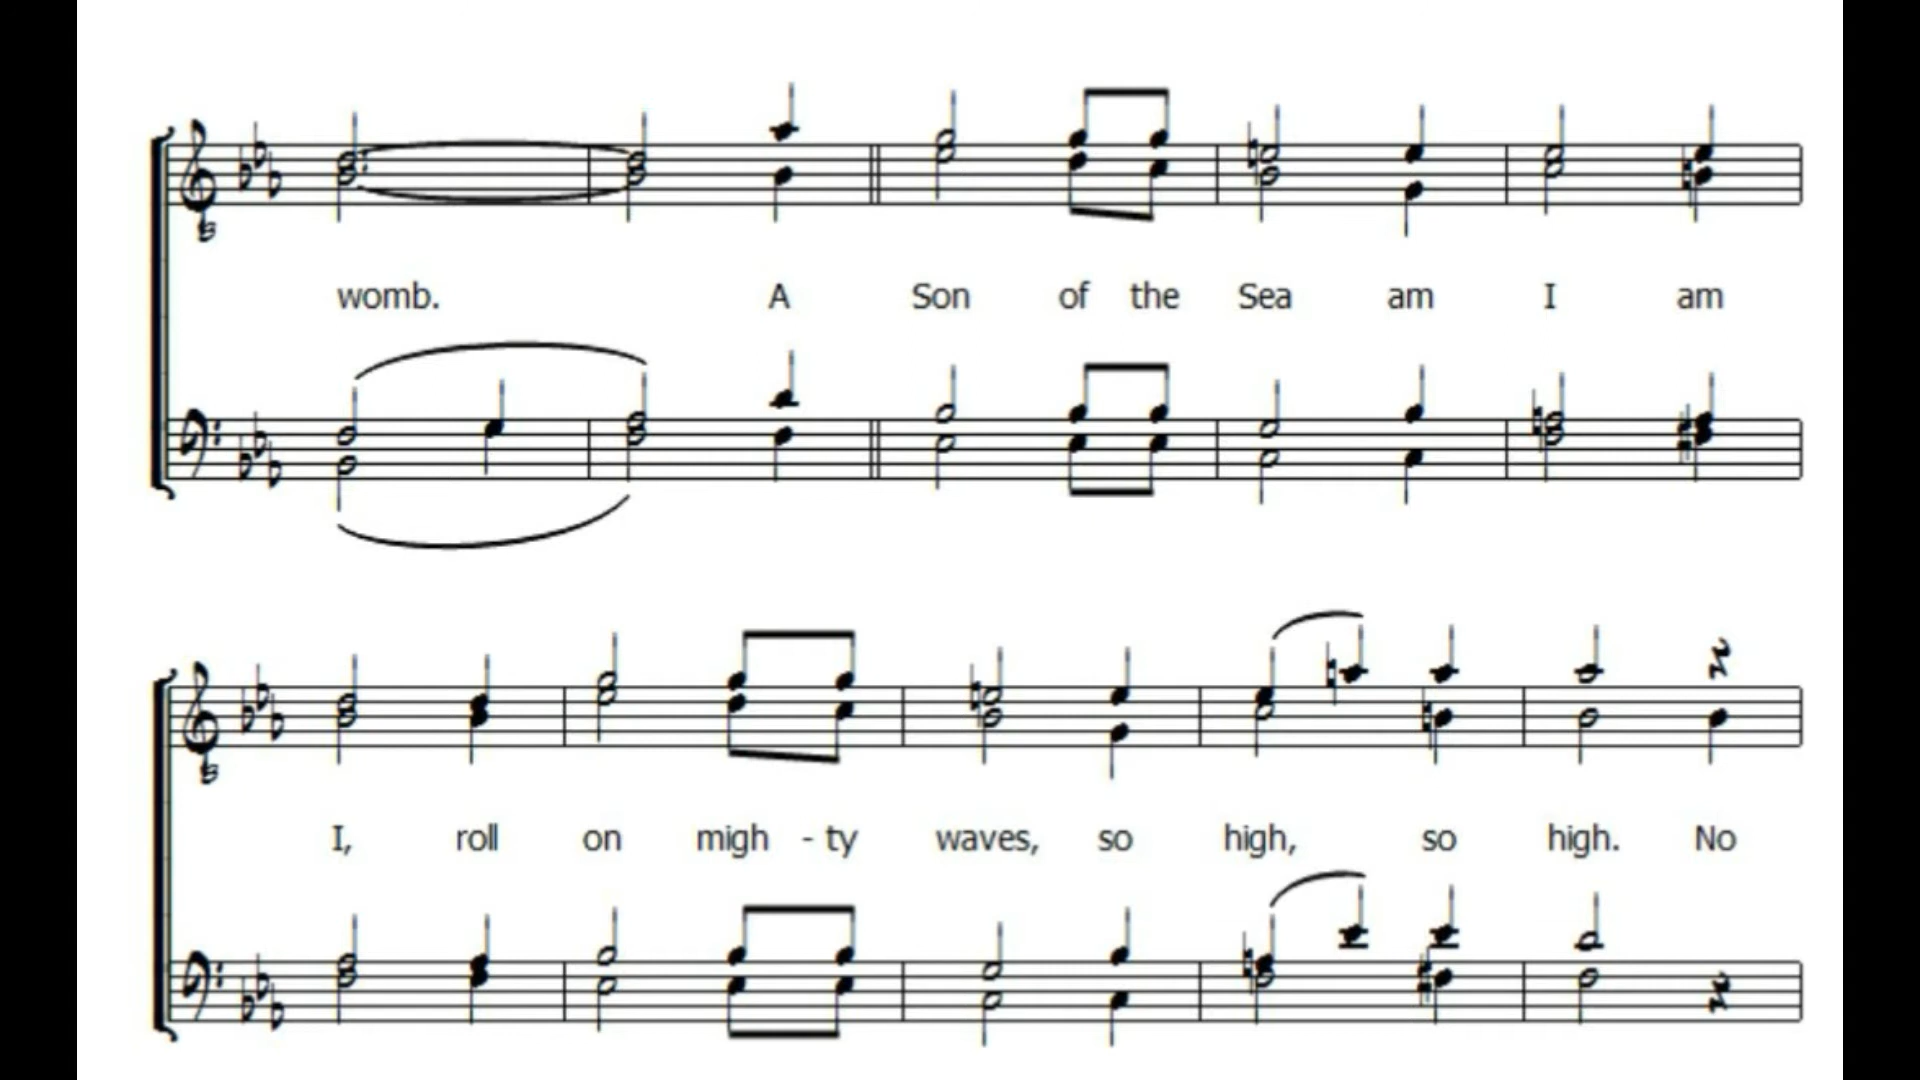 womb. A Son of the Sea am I am
I, roll on migh - ty waves, so high, so high. No